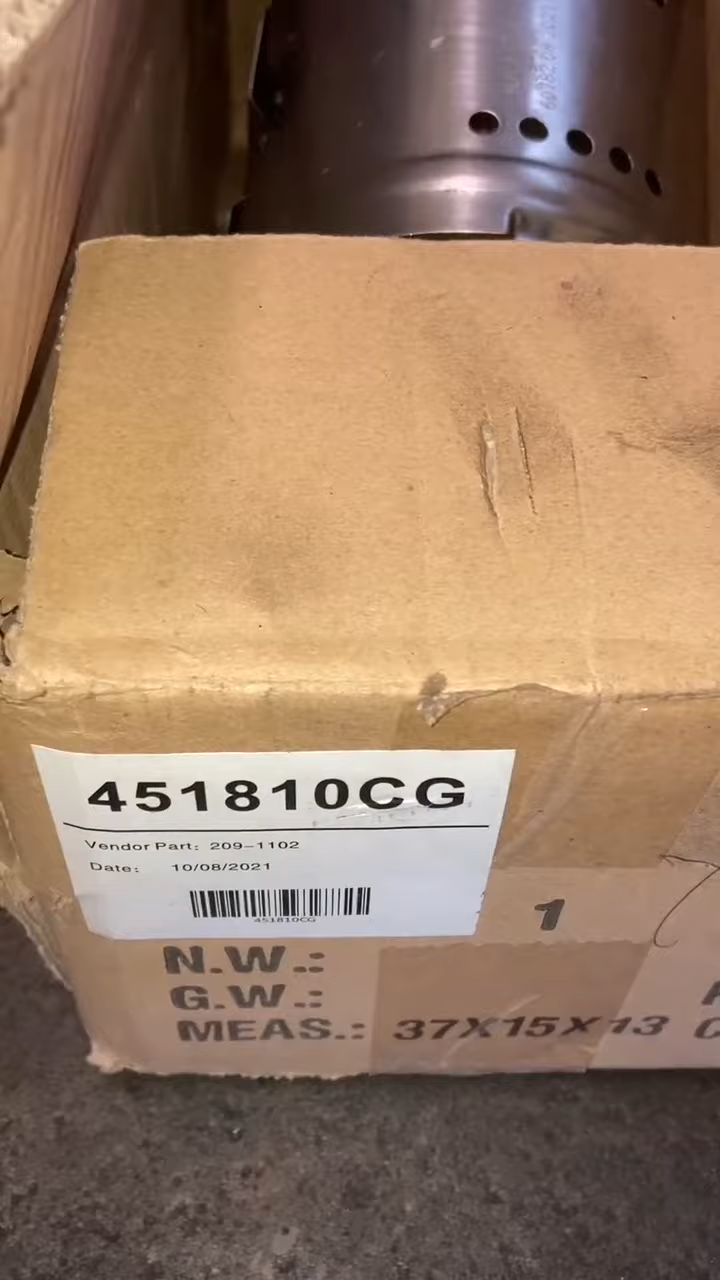 451810CG
Vendor Part: 209-1102
Date: 10/08/2021
451810CG
1
N.W.:
G.W.:
MEAS.: 37X15X13